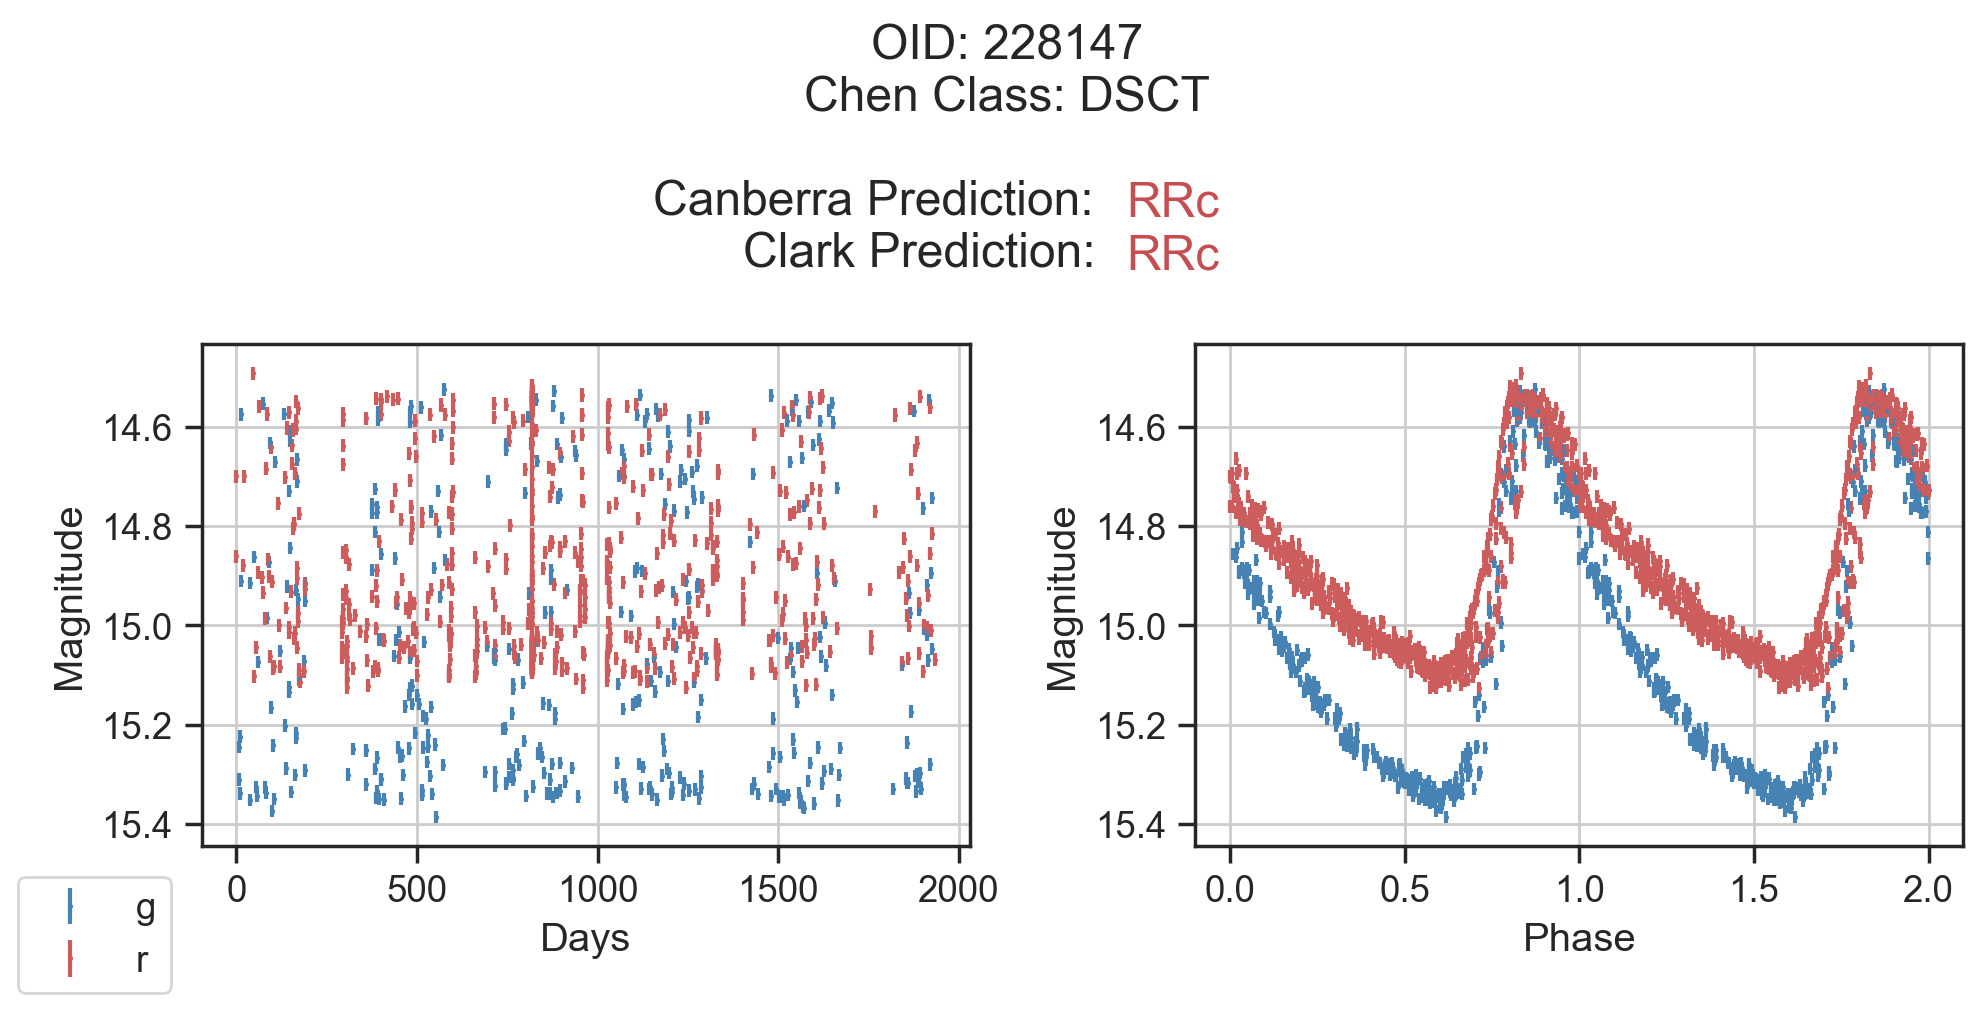 OID: 228147
Chen Class: DSCT
Canberra Prediction: RRc
Clark Prediction: RRc
Magnitude
14.6
14.8
15.0
15.2
15.4
0
500
1000
1500
2000
Days
g
r
Magnitude
14.6
14.8
15.0
15.2
15.4
0.0
0.5
1.0
1.5
2.0
Phase